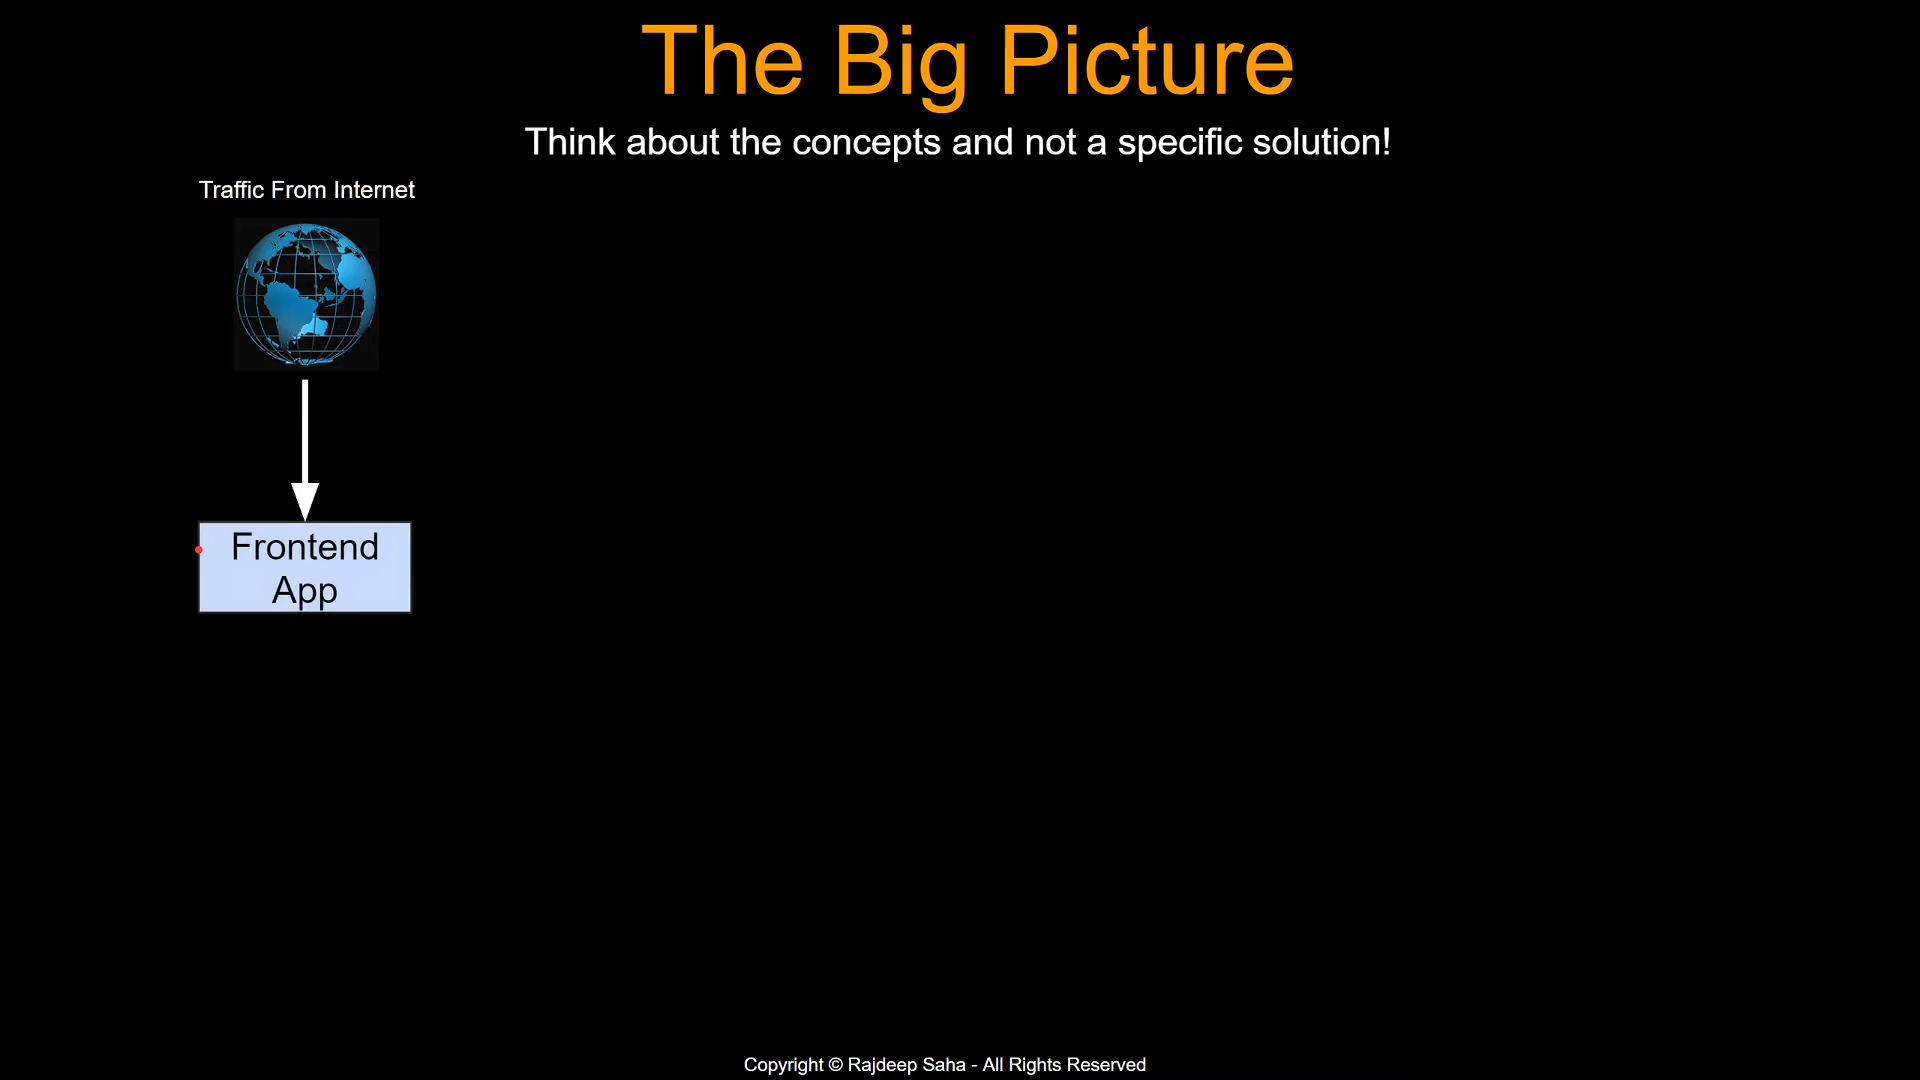 The Big Picture
Think about the concepts and not a specific solution!
Traffic From Internet
Frontend
App
Copyright © Rajdeep Saha - All Rights Reserved